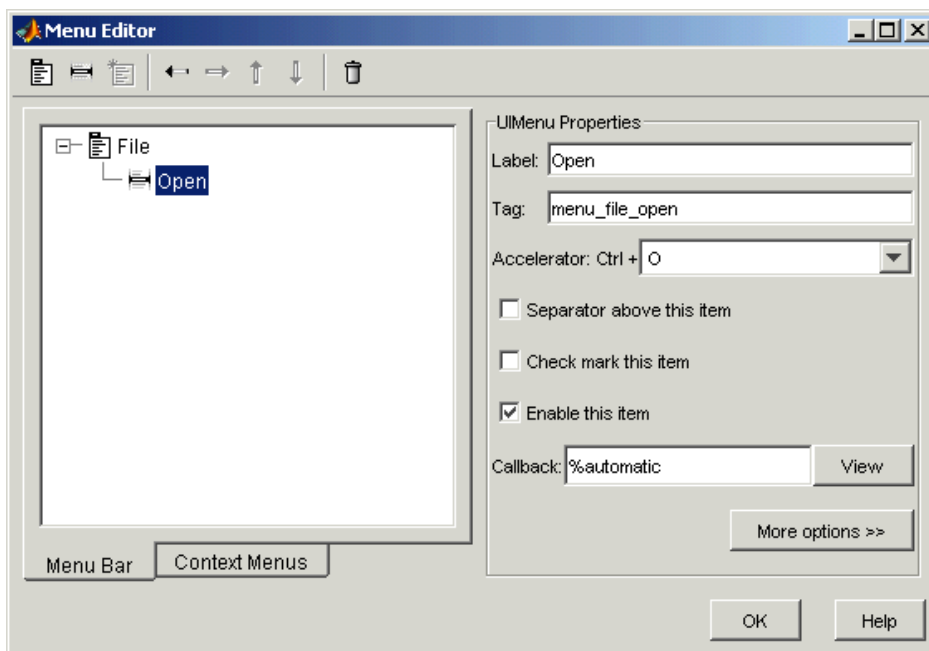 Menu Editor
File
Open
Menu Bar
Context Menus
UIMenu Properties
Label: Open
Tag: menu_file_open
Accelerator: Ctrl + O
Separator above this item
Check mark this item
Enable this item
Callback: %automatic View
More options >>
OK Help